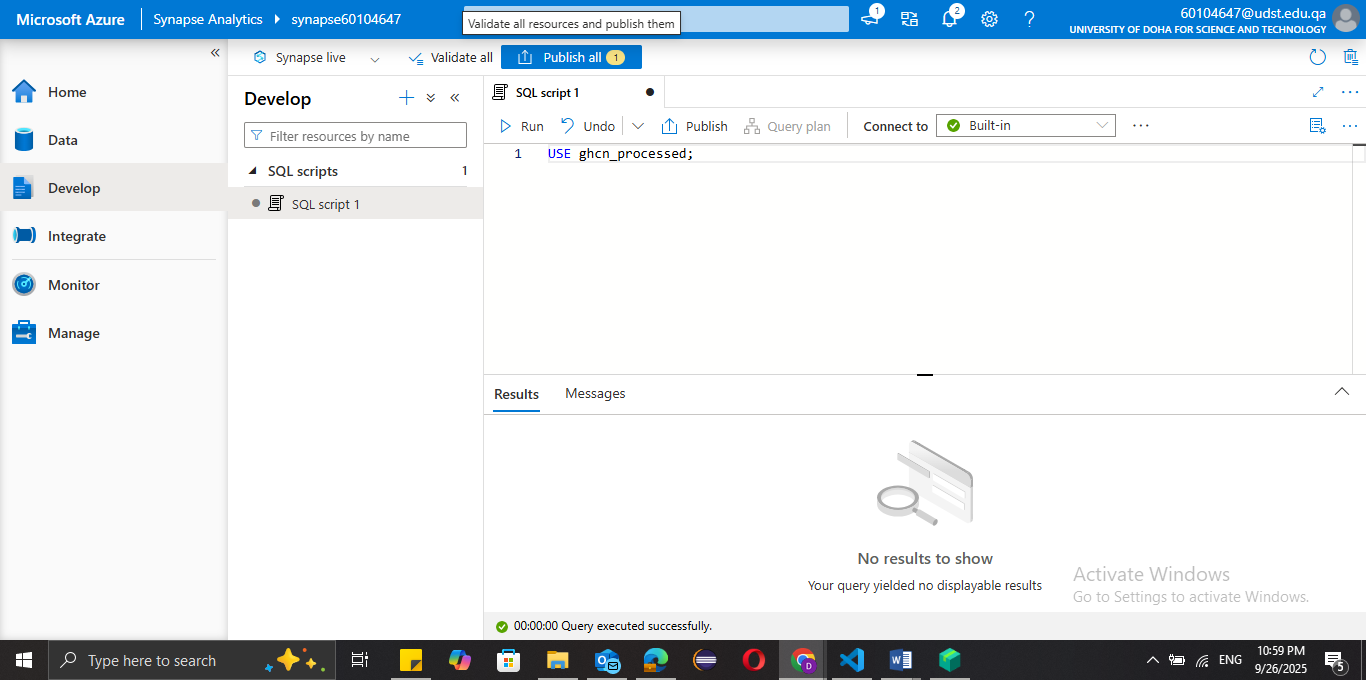 Microsoft Azure
Synapse Analytics
synapse60104647
Validate all resources and publish them
1
2
60104647@udst.edu.qa
UNIVERSITY OF DOHA FOR SCIENCE AND TECHNOLOGY
Synapse live
Validate all
Publish all
1
Home
Data
Develop
Integrate
Monitor
Manage
Develop
Filter resources by name
SQL scripts
1
SQL script 1
SQL script 1
Run
Undo
Publish
Query plan
Connect to
Built-in
1
USE ghcn_processed;
Results
Messages
No results to show
Your query yielded no displayable results
Activate Windows
Go to Settings to activate Windows.
00:00:00 Query executed successfully.
Type here to search
D
ENG
10:59 PM
9/26/2025
5